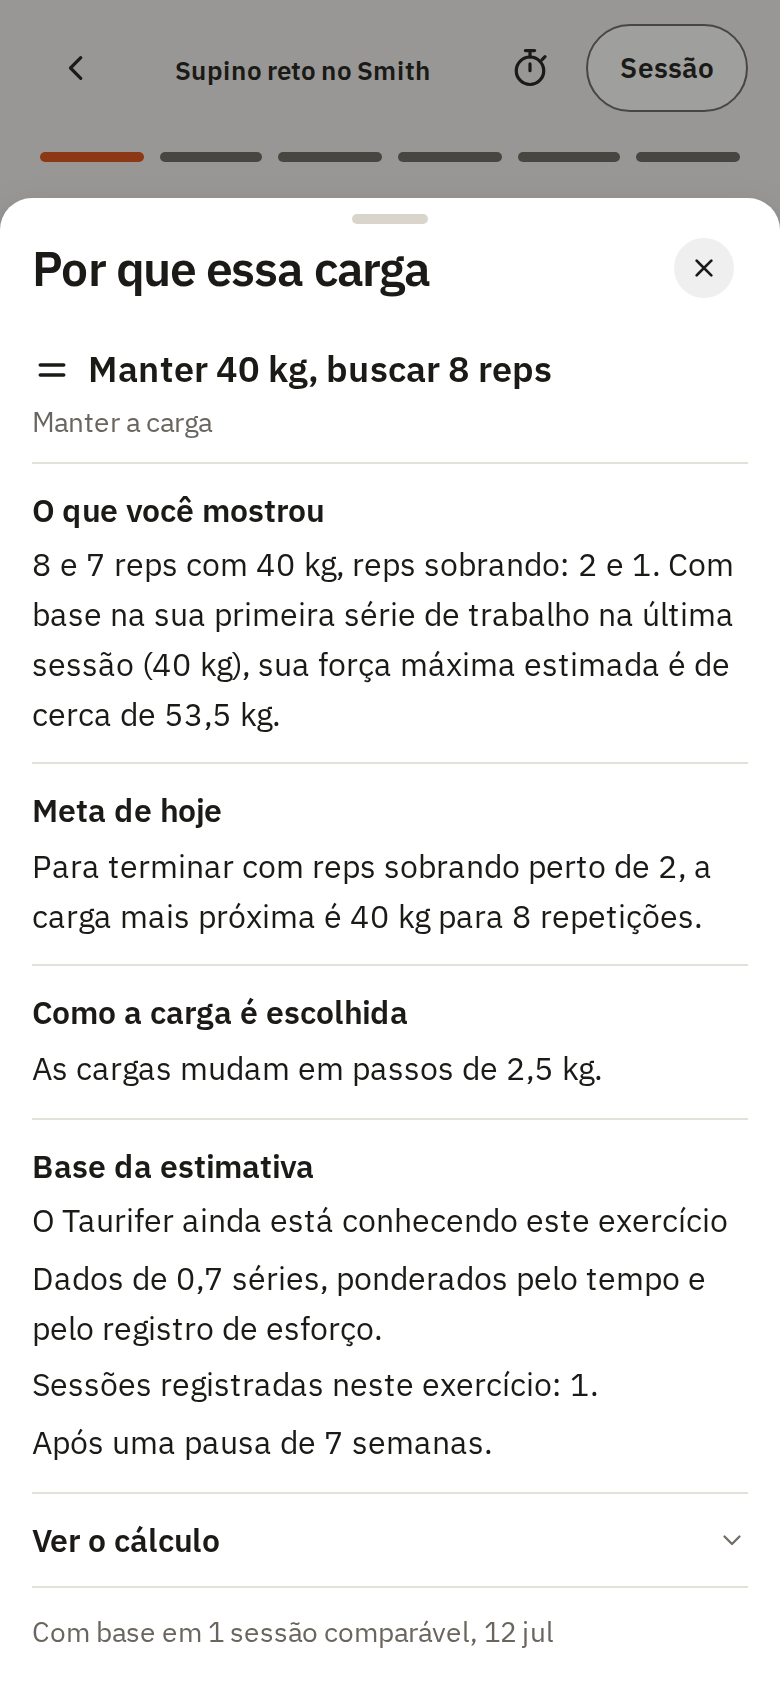 Supino reto no Smith
Sessão
Por que essa carga
= Manter 40 kg, buscar 8 reps
Manter a carga
O que você mostrou
8 e 7 reps com 40 kg, reps sobrando: 2 e 1. Com
base na sua primeira série de trabalho na última
sessão (40 kg), sua força máxima estimada é de
cerca de 53,5 kg.
Meta de hoje
Para terminar com reps sobrando perto de 2, a
carga mais próxima é 40 kg para 8 repetições.
Como a carga é escolhida
As cargas mudam em passos de 2,5 kg.
Base da estimativa
O Taurifer ainda está conhecendo este exercício
Dados de 0,7 séries, ponderados pelo tempo e
pelo registro de esforço.
Sessões registradas neste exercício: 1.
Após uma pausa de 7 semanas.
Ver o cálculo
Com base em 1 sessão comparável, 12 jul